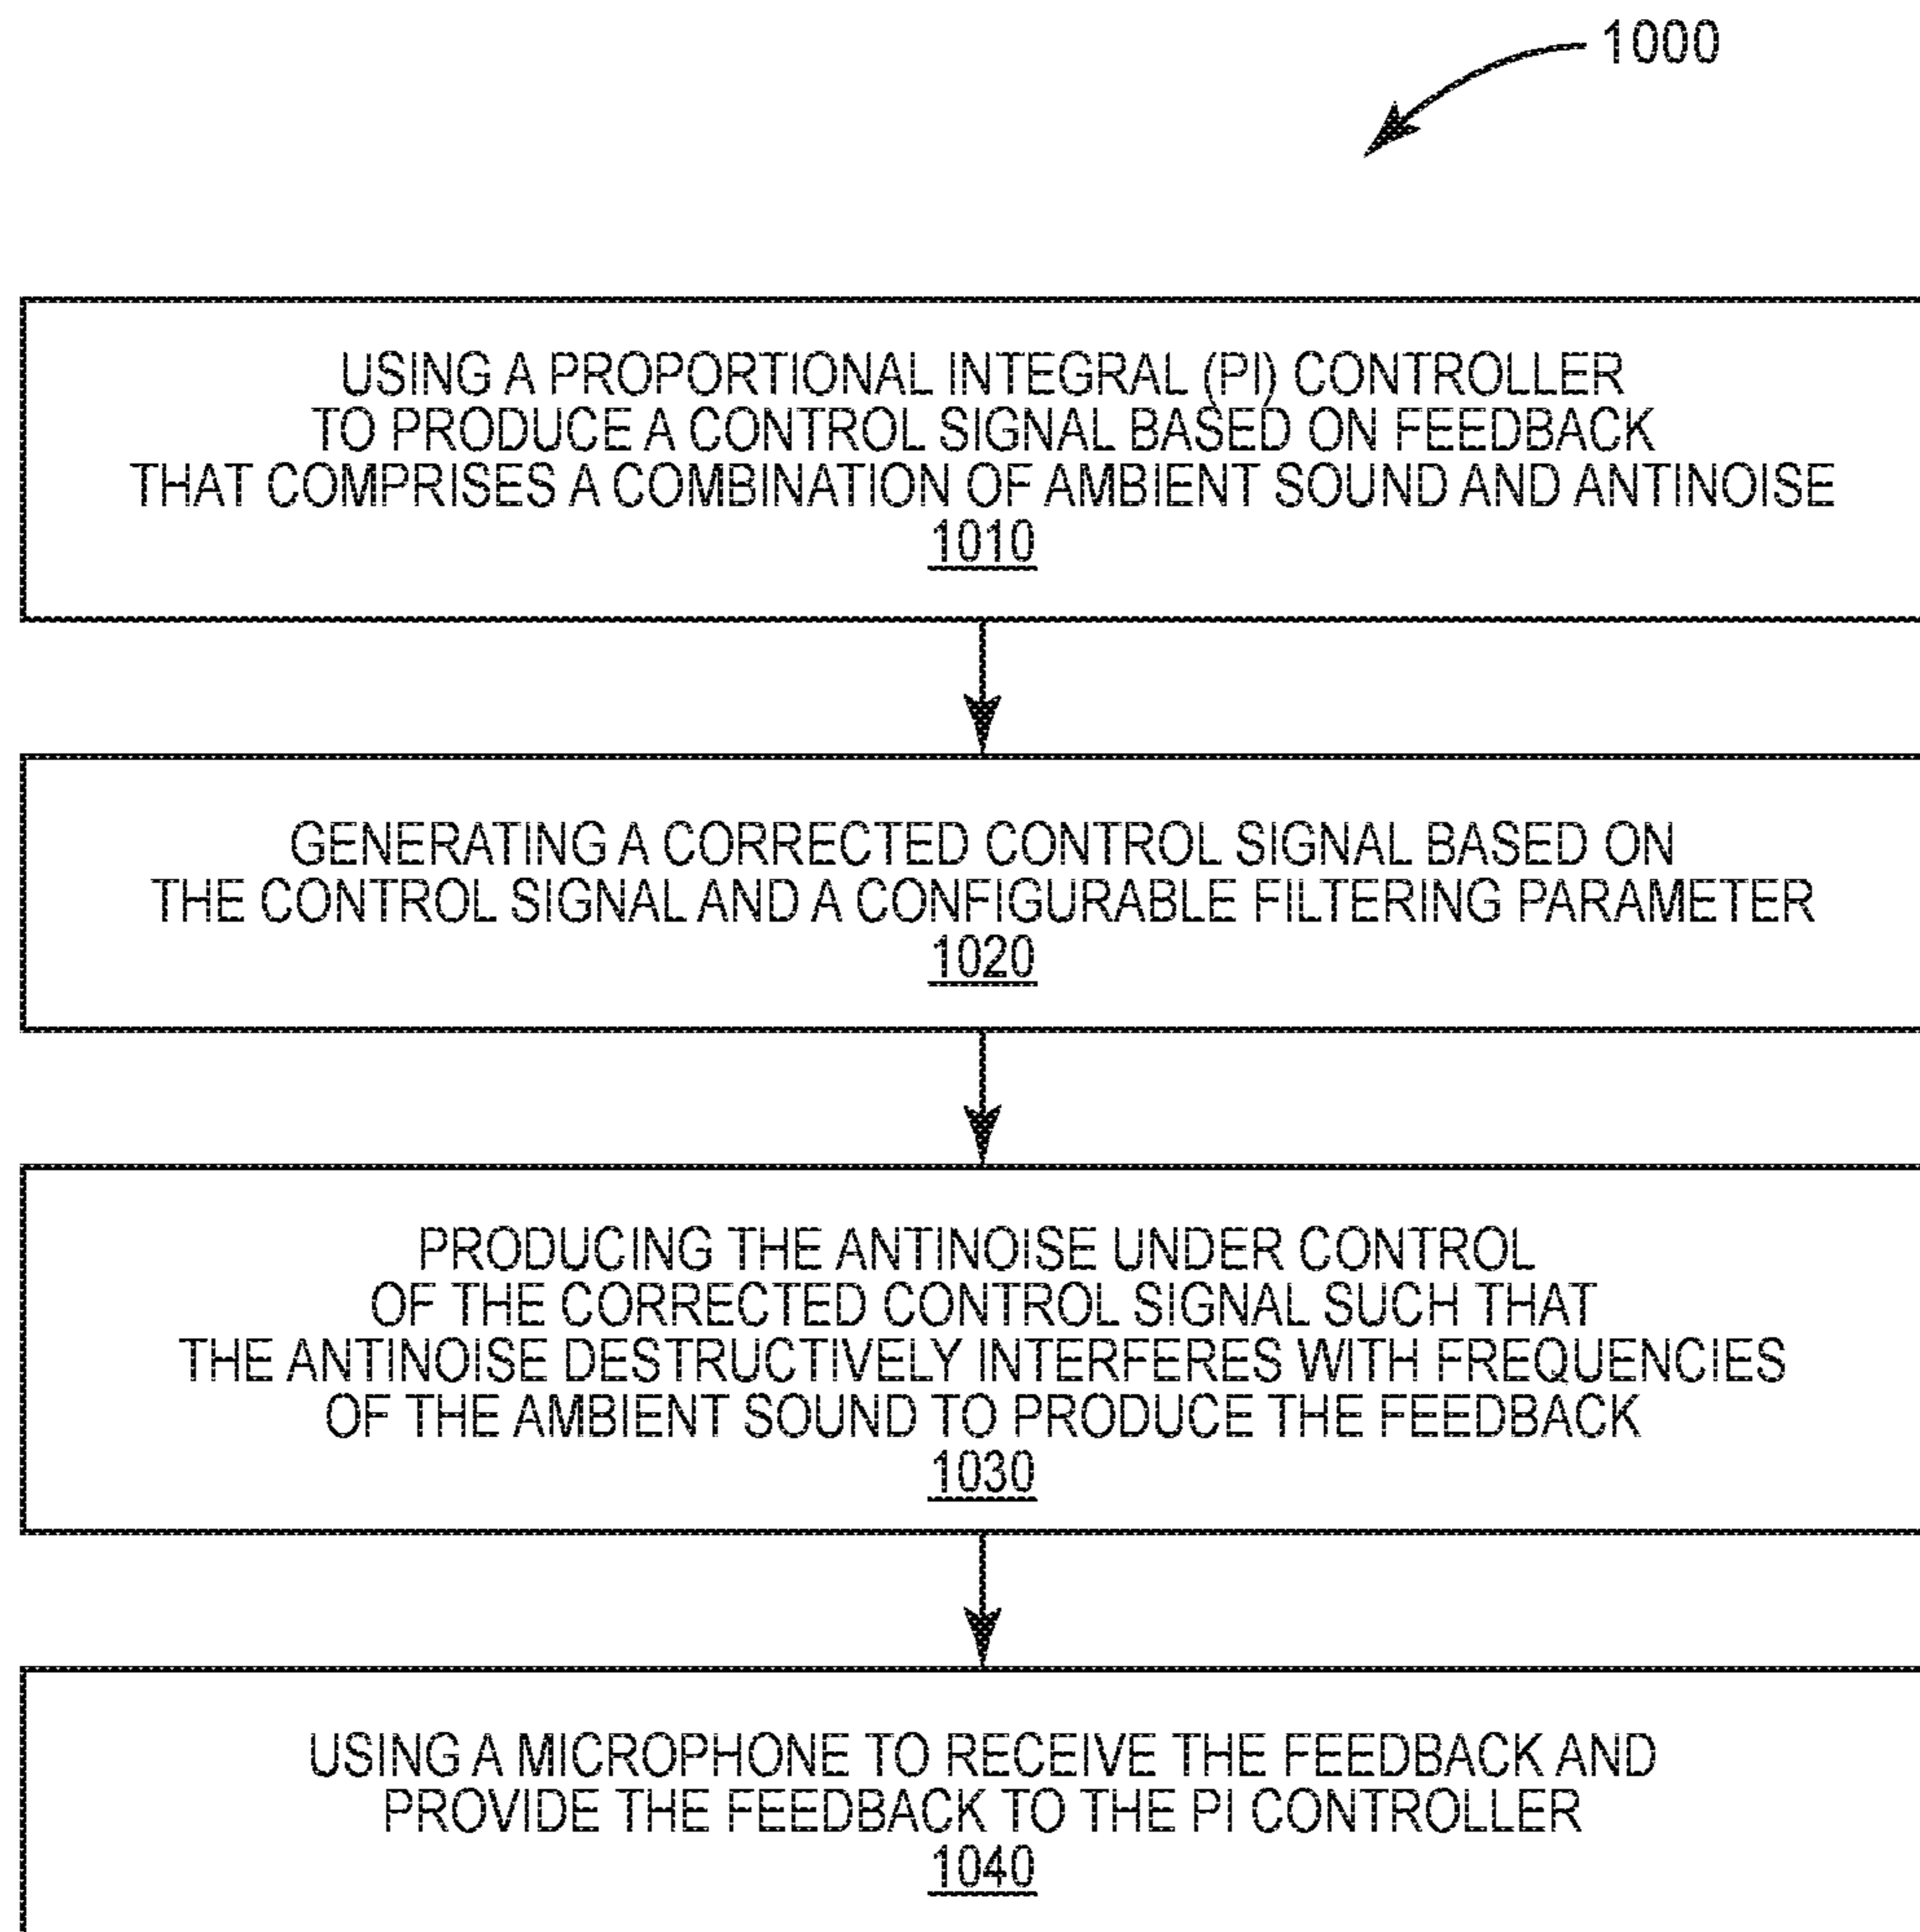 1000
USING A PROPORTIONAL INTEGRAL (PI) CONTROLLER
TO PRODUCE A CONTROL SIGNAL BASED ON FEEDBACK
THAT COMPRISES A COMBINATION OF AMBIENT SOUND AND ANTINOISE
1010
GENERATING A CORRECTED CONTROL SIGNAL BASED ON
THE CONTROL SIGNAL AND A CONFIGURABLE FILTERING PARAMETER
1020
PRODUCING THE ANTINOISE UNDER CONTROL
OF THE CORRECTED CONTROL SIGNAL SUCH THAT
THE ANTINOISE DESTRUCTIVELY INTERFERES WITH FREQUENCIES
OF THE AMBIENT SOUND TO PRODUCE THE FEEDBACK
1030
USING A MICROPHONE TO RECEIVE THE FEEDBACK AND
PROVIDE THE FEEDBACK TO THE PI CONTROLLER
1040